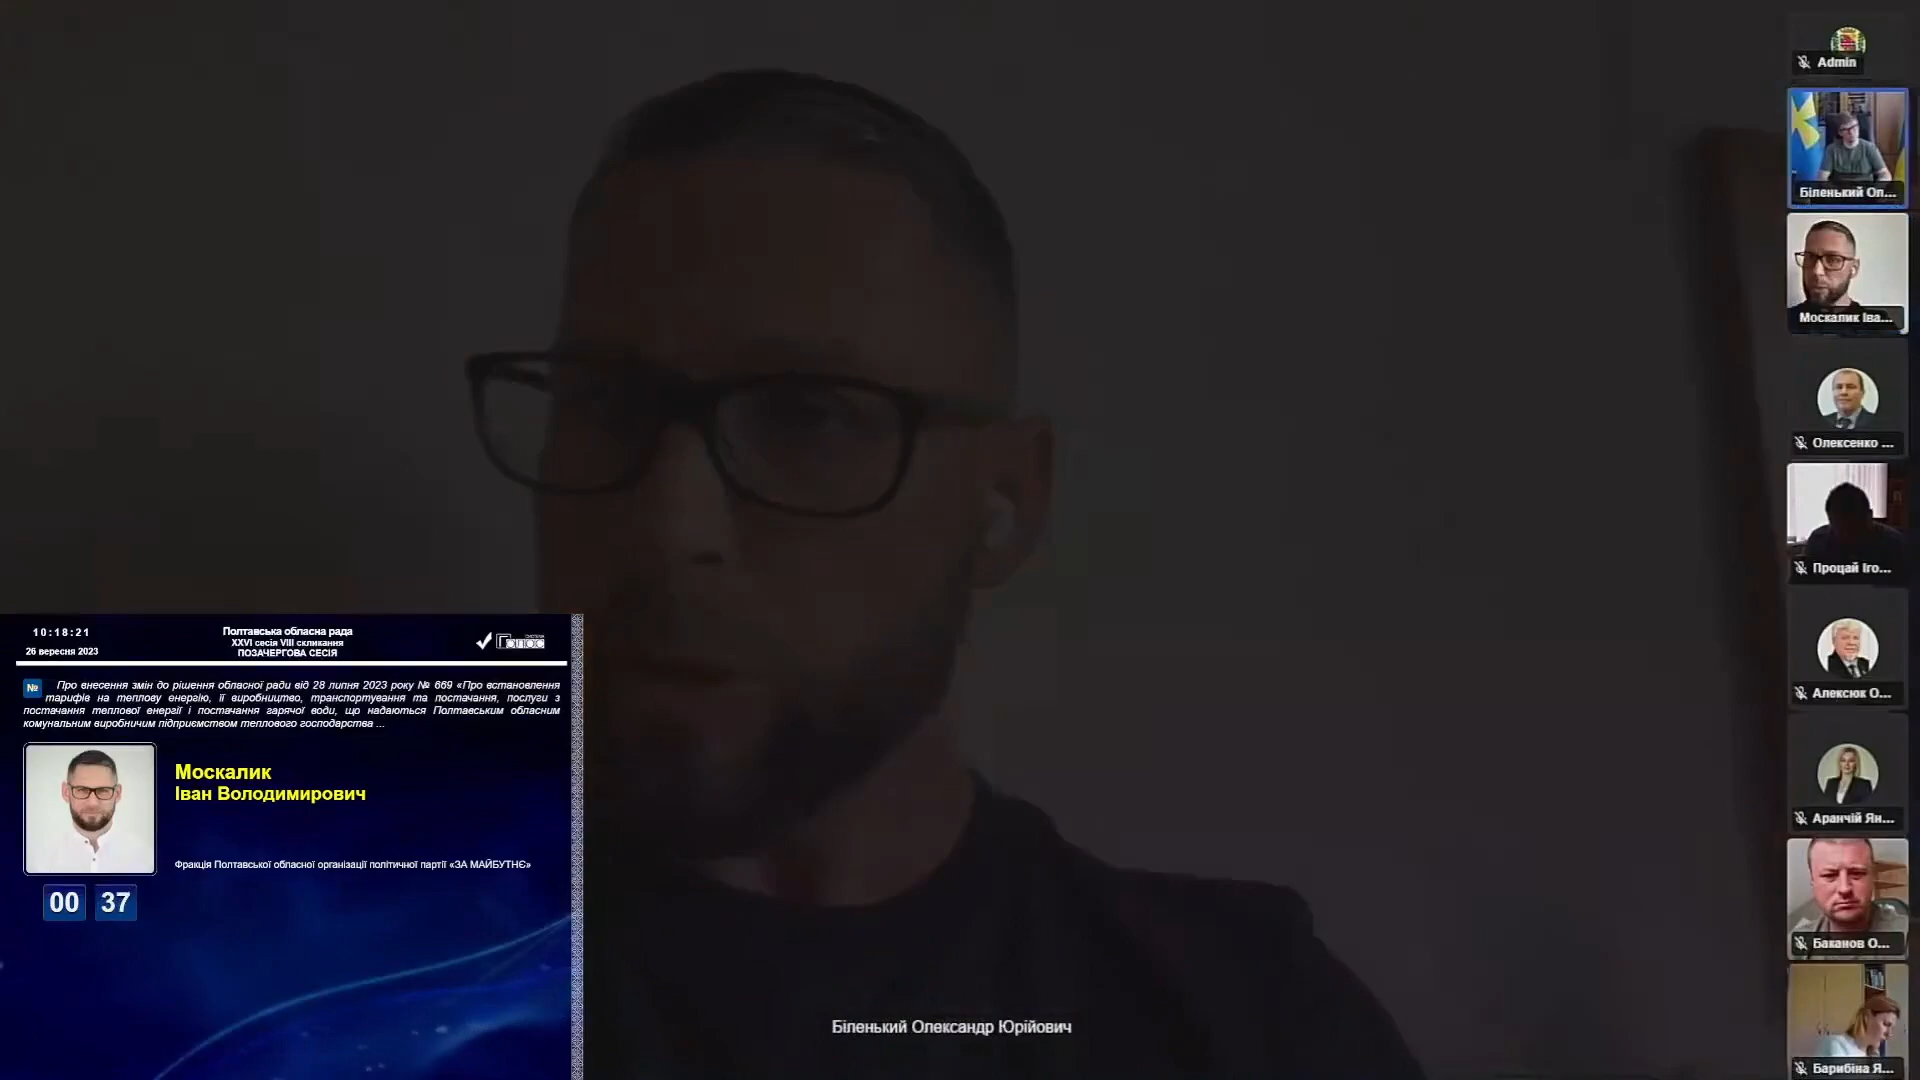 10:18:21
26 вересня 2023
Полтавська обласна рада
XXVI сесія VIII скликання
ПОЗАЧЕРГОВА СЕСІЯ
СИСТЕМА
Голос
№ Про внесення змін до рішення обласної ради від 28 липня 2023 року № 669 «Про встановлення
тарифів на теплову енергію, її виробництво, транспортування та постачання, послуги з
постачання теплової енергії і постачання гарячої води, що надаються Полтавським обласним
комунальним виробничим підприємством теплового господарства ...
Москалик
Іван Володимирович
Фракція Полтавської обласної організації політичної партії «ЗА МАЙБУТНЄ»
00 37
Біленький Олександр Юрійович
Admin
Біленький Ол...
Москалик Іва...
Олексенко ...
Процай Іго...
Алексюк О...
Аранчій Ян...
Баканов О...
Барибіна Я...